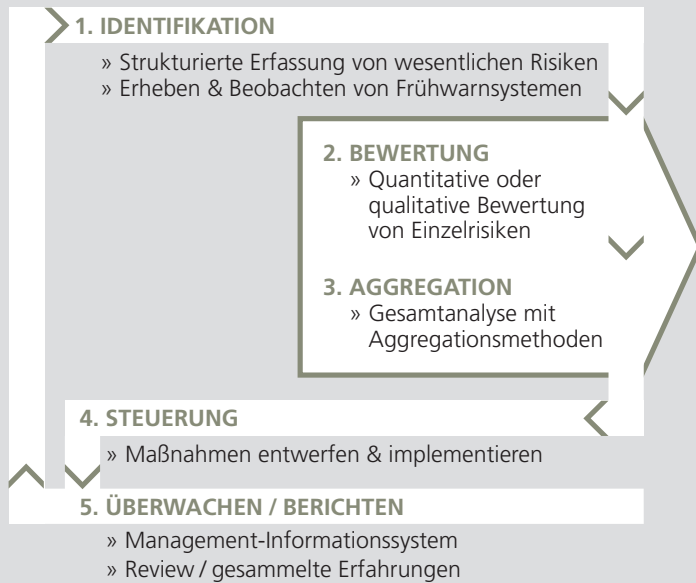 1. IDENTIFIKATION
» Strukturierte Erfassung von wesentlichen Risiken
» Erheben & Beobachten von Frühwarnsystemen
2. BEWERTUNG
» Quantitative oder
qualitative Bewertung
von Einzelrisiken
3. AGGREGATION
» Gesamtanalyse mit
Aggregationsmethoden
4. STEUERUNG
» Maßnahmen entwerfen & implementieren
5. ÜBERWACHEN / BERICHTEN
» Management-Informationssystem
» Review / gesammelte Erfahrungen